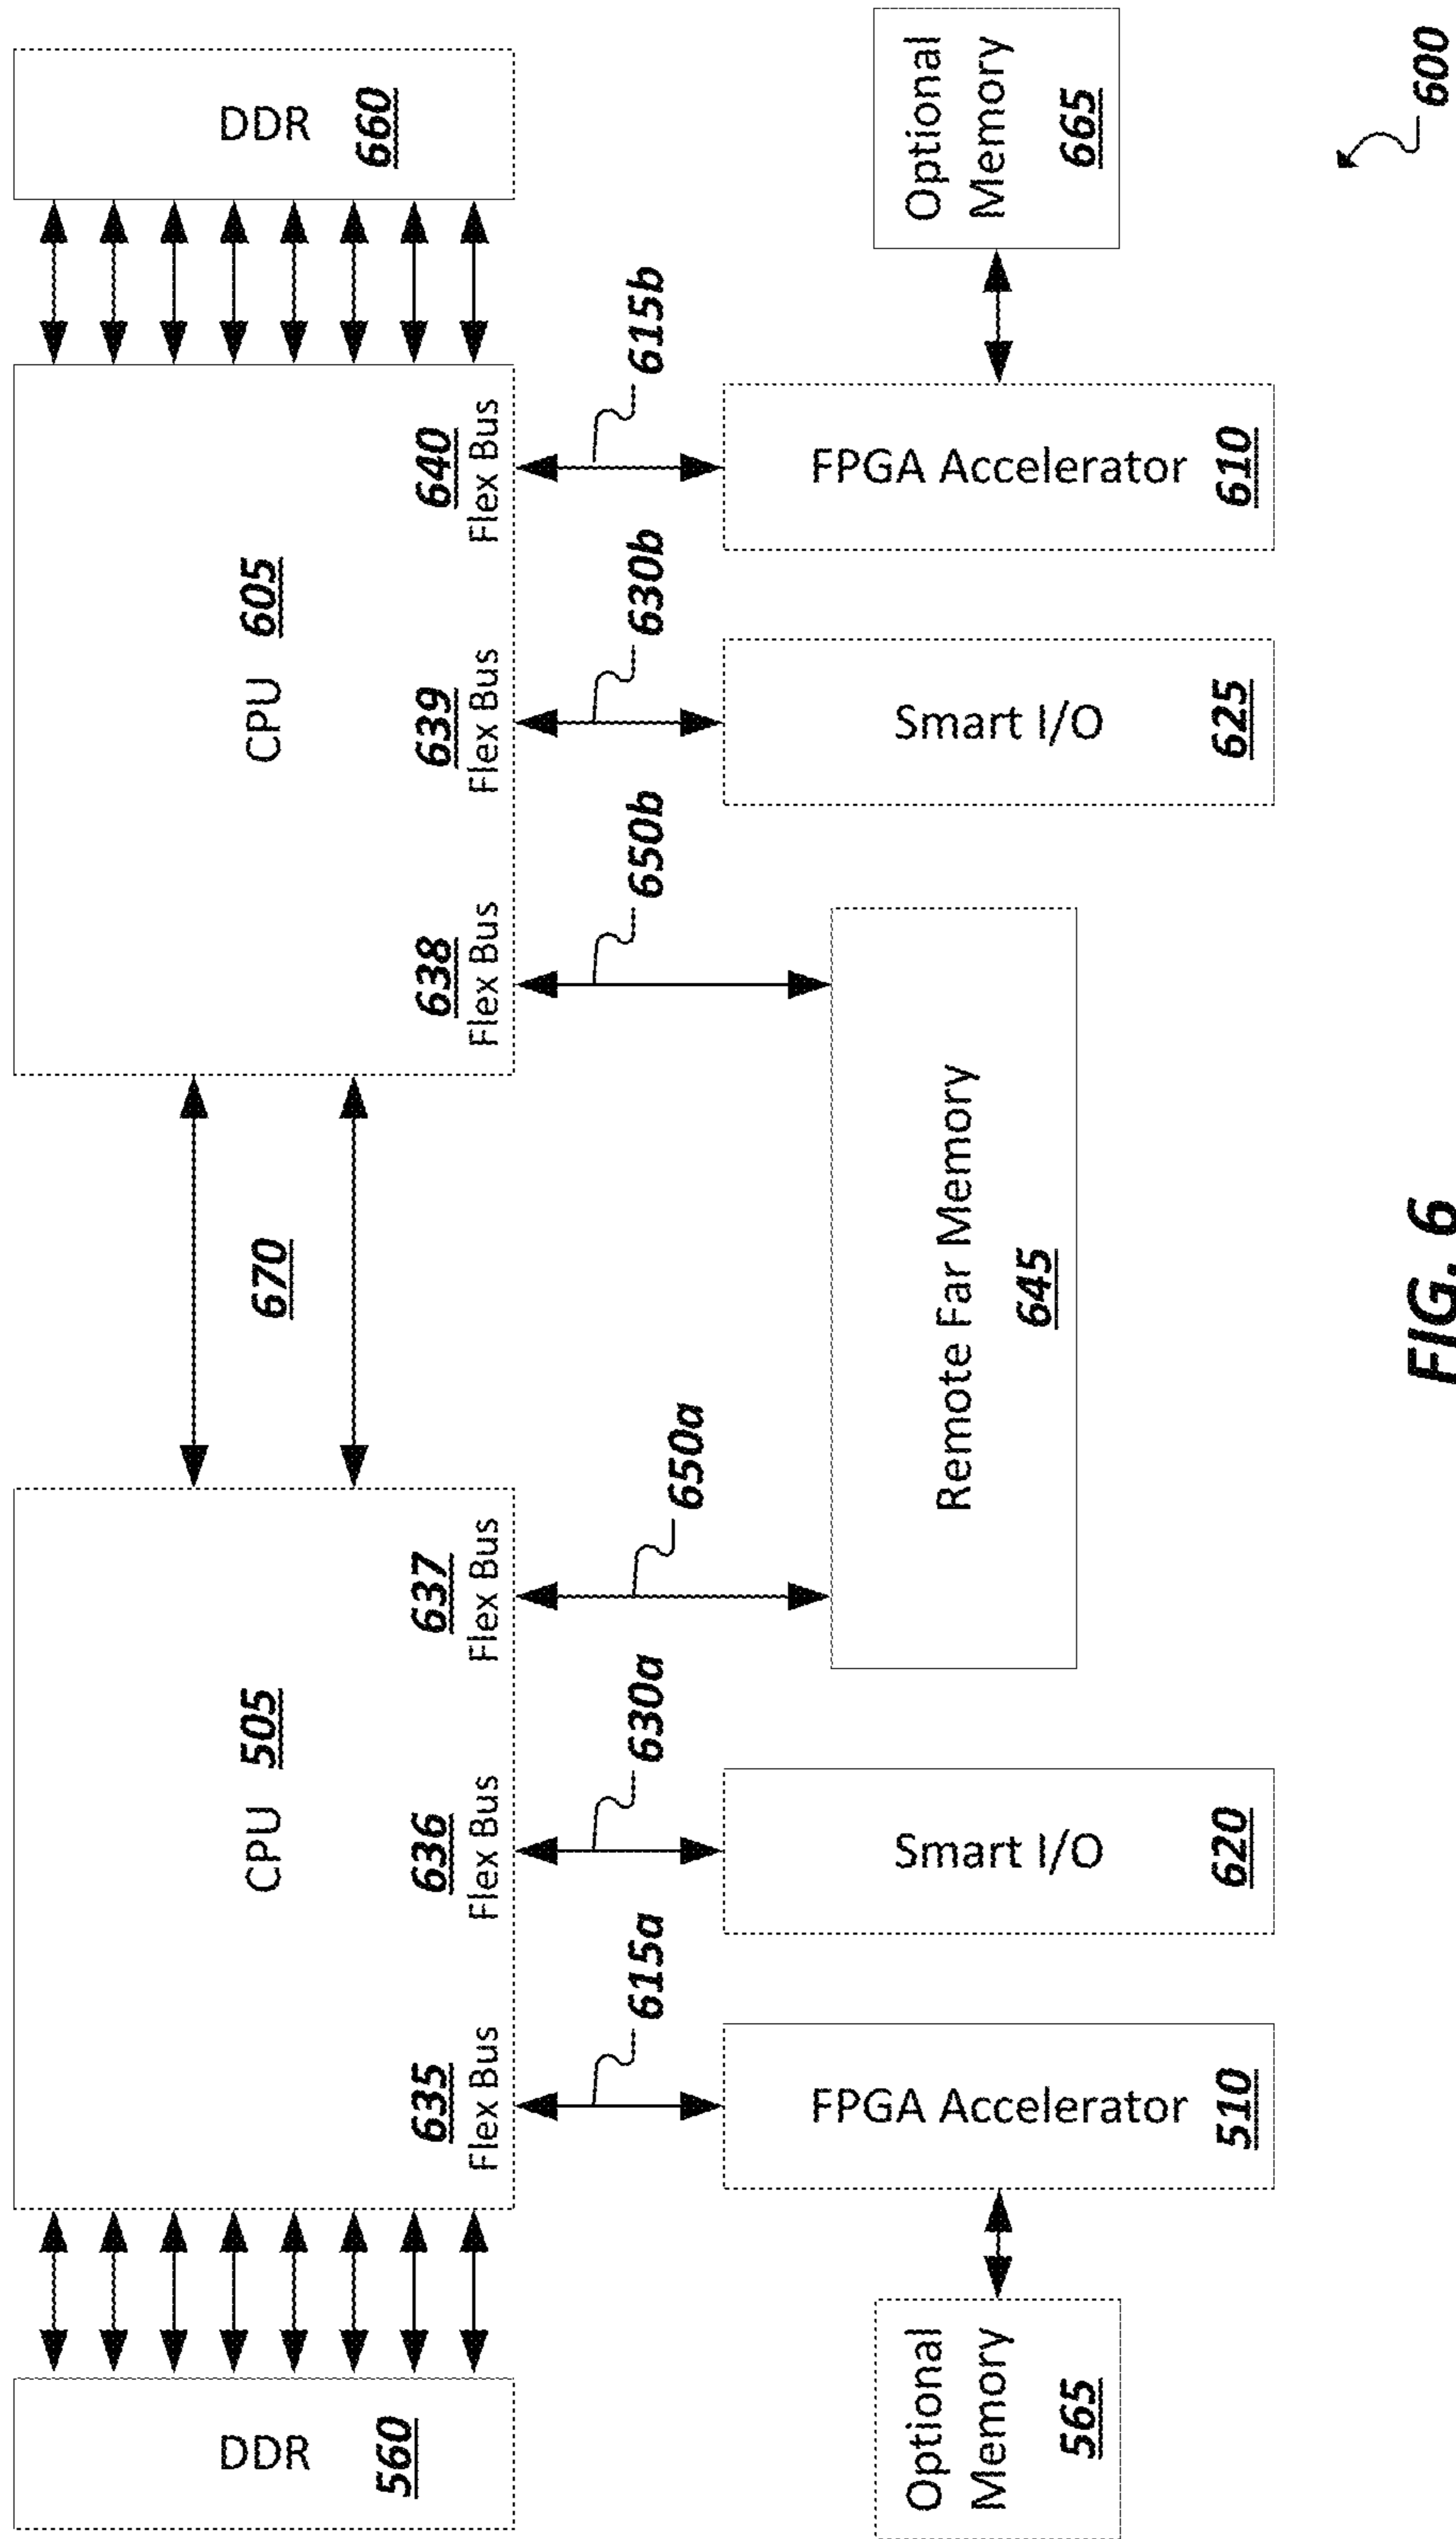 DDR
560
CPU 505
670
CPU 605
DDR
660
635
Flex Bus
636
Flex Bus
637
Flex Bus
638
Flex Bus
639
Flex Bus
640
Flex Bus
615a
630a
650a
650b
630b
615b
Optional
Memory
565
FPGA Accelerator
510
Smart I/O
620
Remote Far Memory
645
Smart I/O
625
FPGA Accelerator
610
Optional
Memory
665
600
FIG. 6